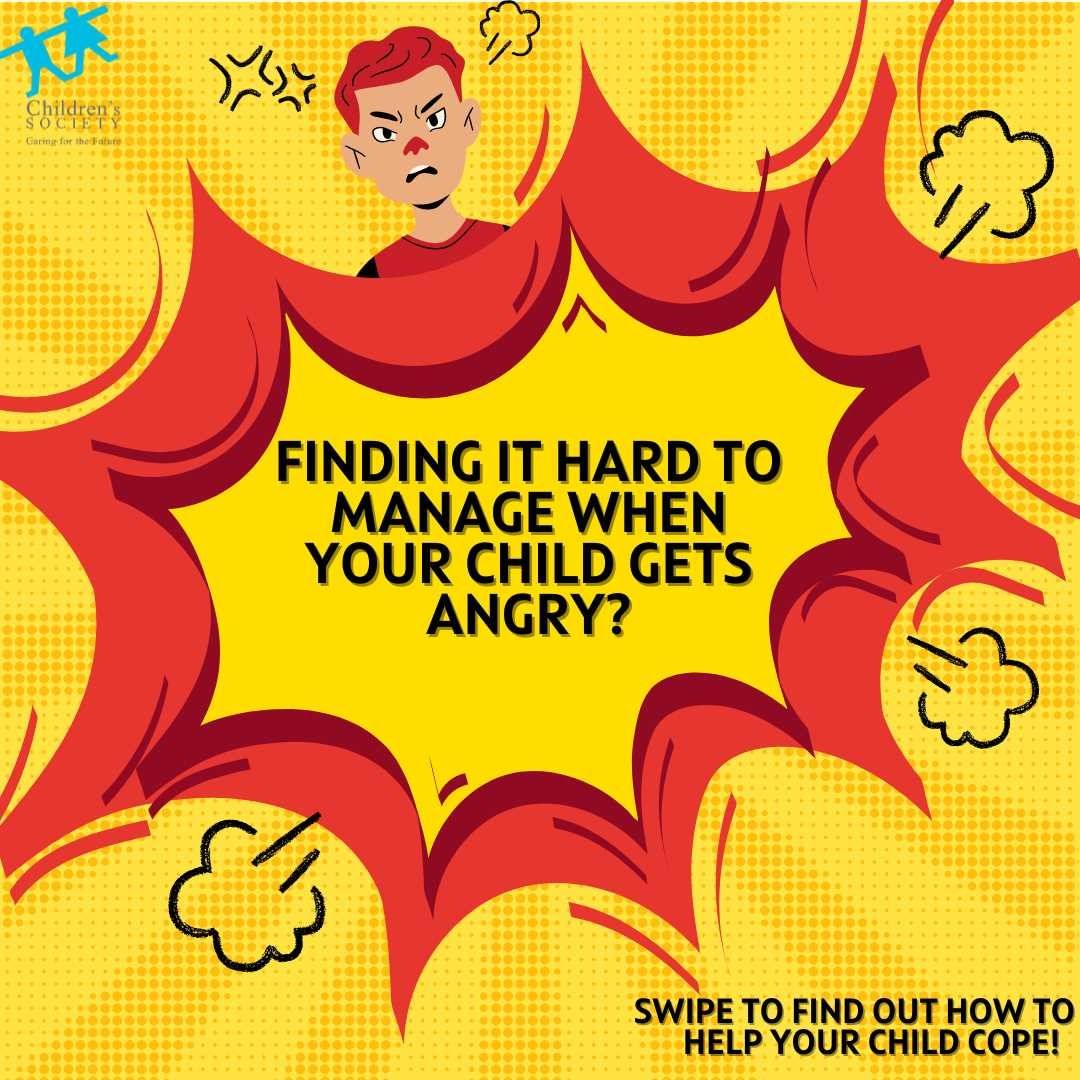 Children's
SOCIETY
Caring for the Future
FINDING IT HARD TO
MANAGE WHEN
YOUR CHILD GETS
ANGRY?
SWIPE TO FIND OUT HOW TO
HELP YOUR CHILD COPE!